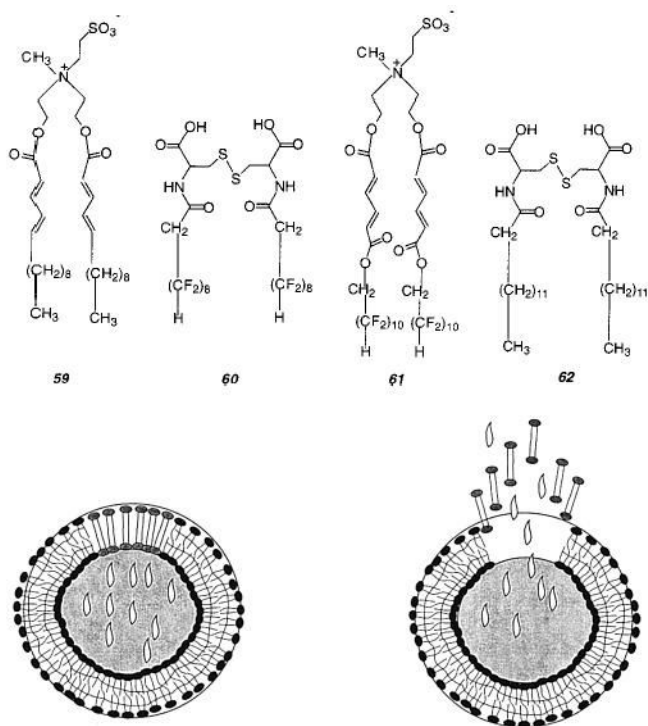 SO₃⁻
CH₃
N⁺
O O
O O
(CH₂)₈ (CH₂)₈
CH₃ CH₃
59
O OH HO O
S
S
HN NH
O O
CH₂ CH₂
(CF₂)₆ (CF₂)₈
H H
60
SO₃⁻
CH₃
N⁺
O O
O O
O O
O O
CH₂ CH₂
(CF₂)₁₀ (CF₂)₁₀
H H
61
O OH HO O
S
S
HN NH
O O
CH₂ CH₂
(CH₂)₁₁ (CH₂)₁₁
CH₃ CH₃
62